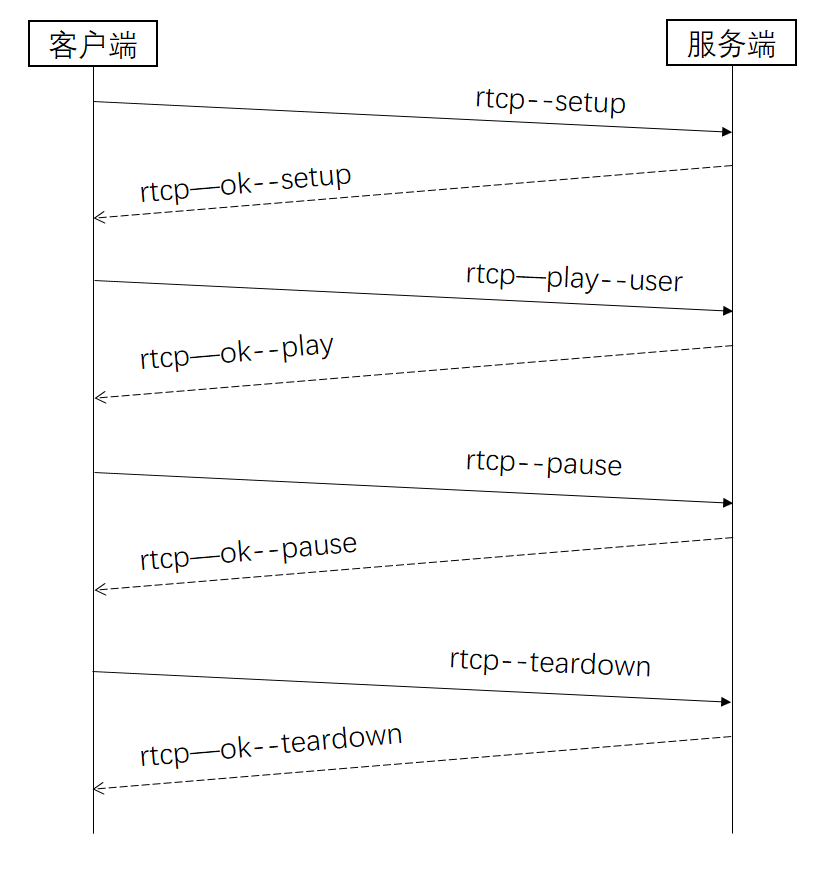 客户端
服务端
rtcp--setup
rtcp—ok--setup
rtcp—play--user
rtcp—ok--play
rtcp--pause
rtcp—ok--pause
rtcp--teardown
rtcp—ok--teardown